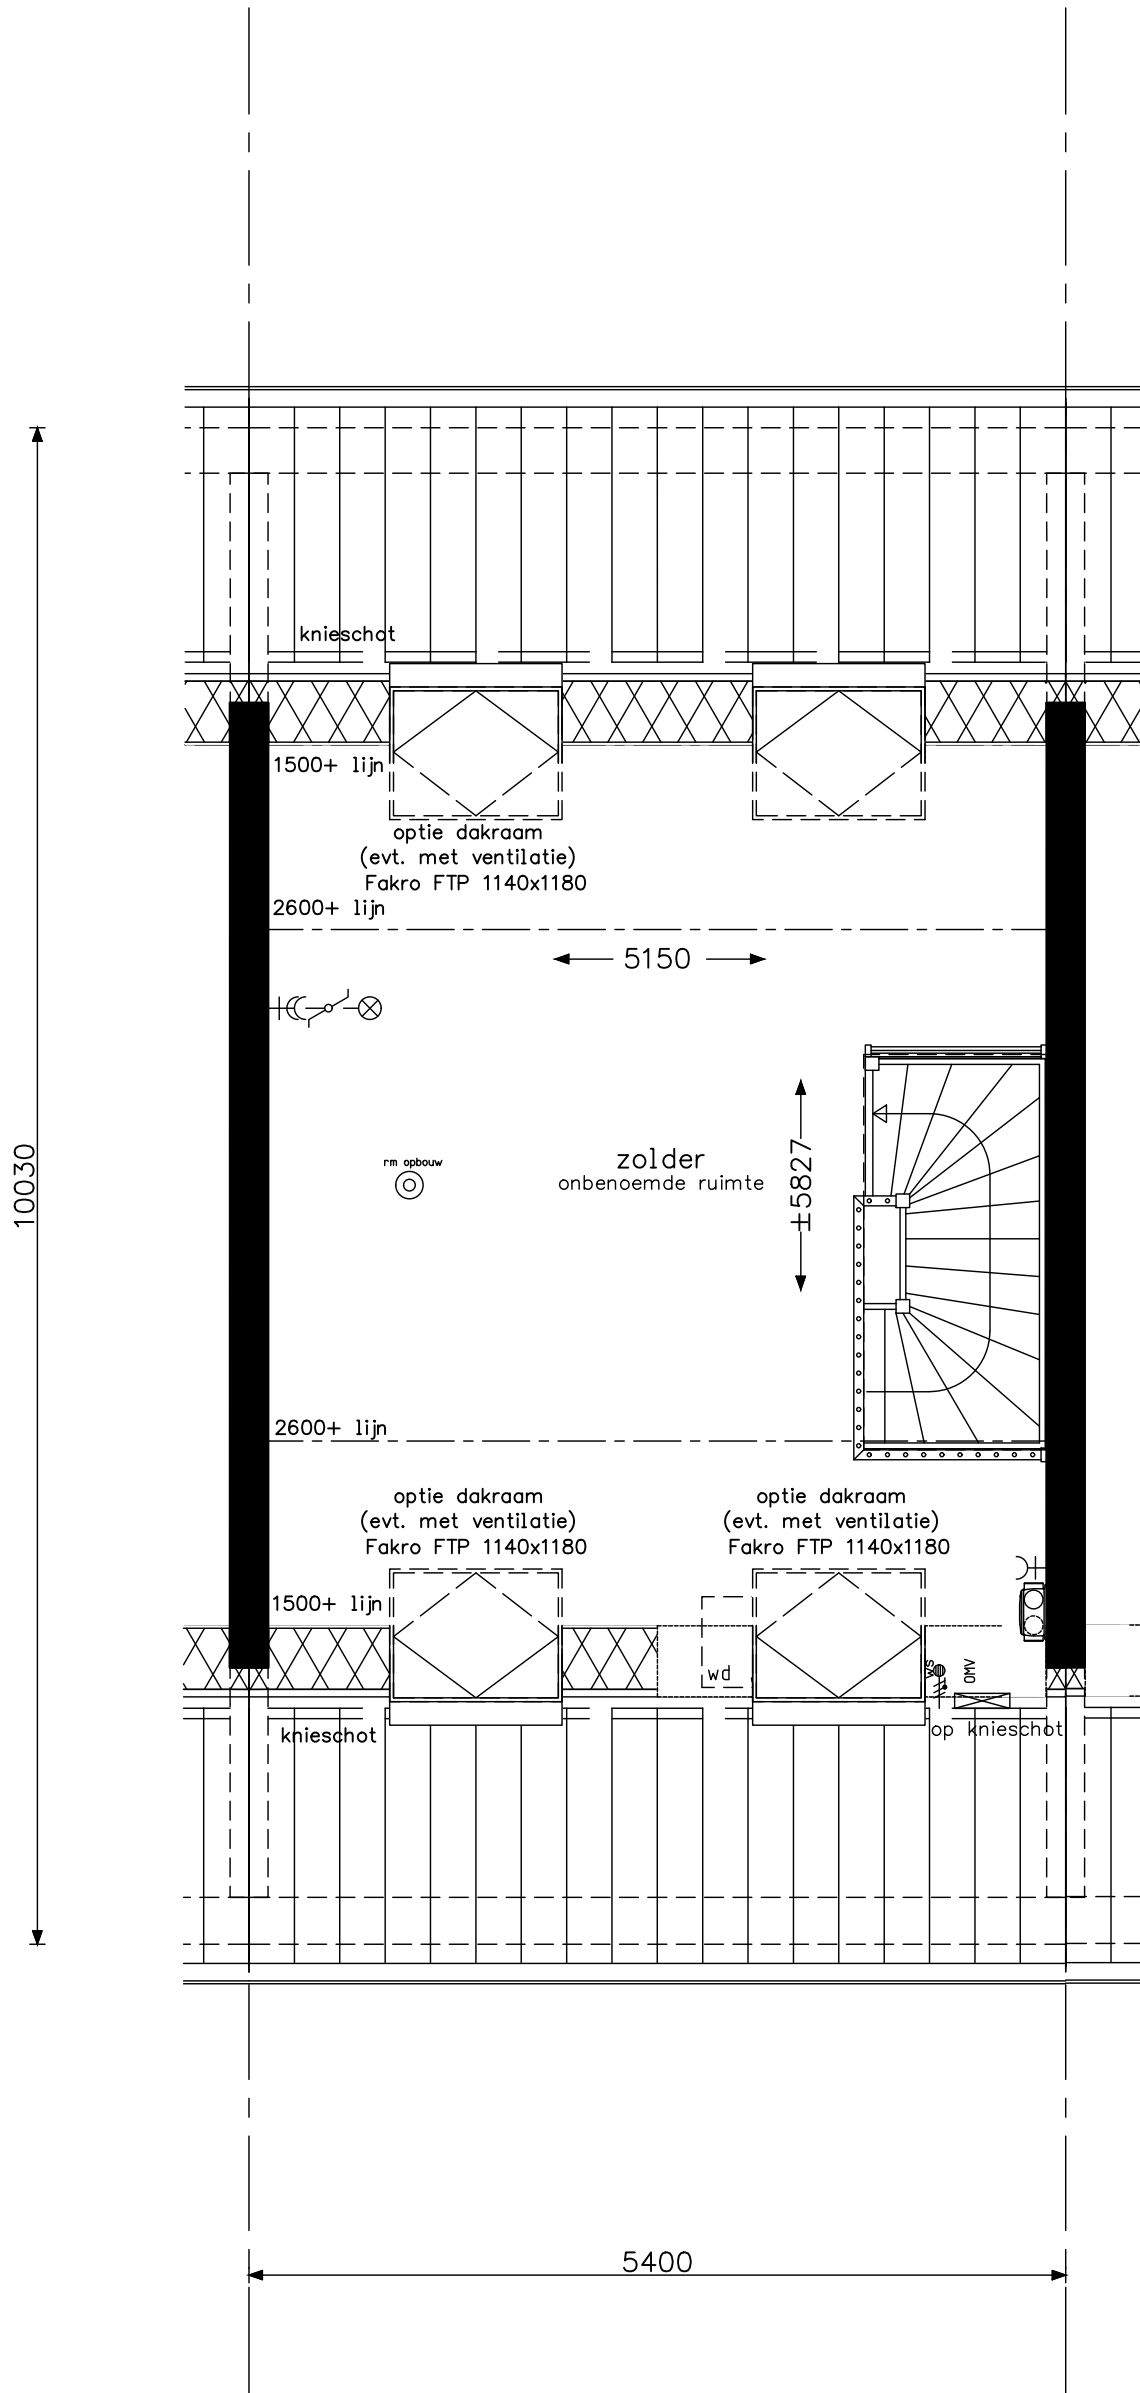 knieschot
1500+ lijn
optie dakraam
(evt. met ventilatie)
Fakro FTP 1140x1180
2600+ lijn
5150
10030
rm opbouw
zolder
onbenoemde ruimte
±5827
2600+ lijn
optie dakraam
(evt. met ventilatie)
Fakro FTP 1140x1180
optie dakraam
(evt. met ventilatie)
Fakro FTP 1140x1180
1500+ lijn
wd
ws
OMV
op knieschot
knieschot
5400